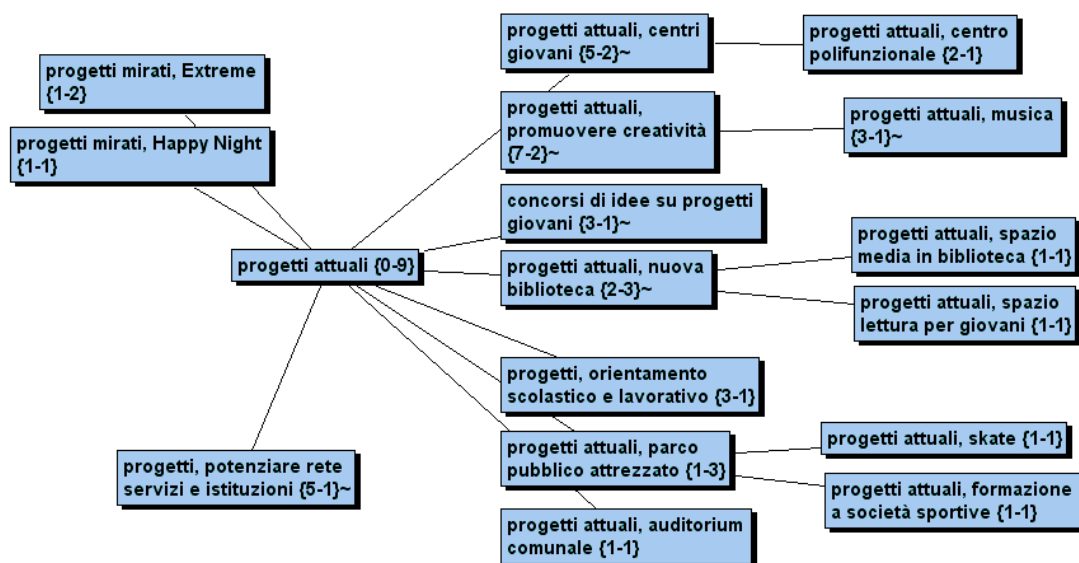 progetti attuali, centri
giovani {5-2}~
progetti attuali, centro
polifunzionale {2-1}
progetti mirati, Extreme
{1-2}
progetti attuali,
promuovere creatività
{7-2}~
progetti attuali, musica
{3-1}~
progetti mirati, Happy Night
{1-1}
concorsi di idee su progetti
giovani {3-1}~
progetti attuali {0-9}
progetti attuali, nuova
biblioteca {2-3}~
progetti attuali, spazio
media in biblioteca {1-1}
progetti attuali, spazio
lettura per giovani {1-1}
progetti, orientamento
scolastico e lavorativo {3-1}
progetti attuali, parco
pubblico attrezzato {1-3}
progetti attuali, skate {1-1}
progetti, potenziare rete
servizi e istituzioni {5-1}~
progetti attuali, formazione
a società sportive {1-1}
progetti attuali, auditorium
comunale {1-1}